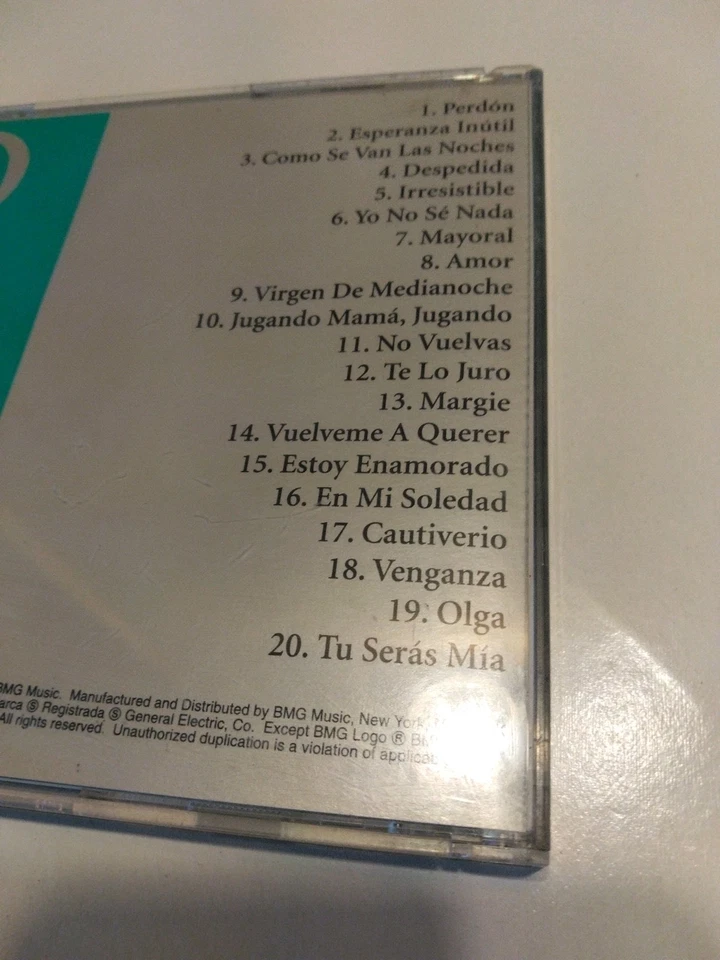 1. Perdón
2. Esperanza Inútil
3. Como Se Van Las Noches
4. Despedida
5. Irresistible
6. Yo No Sé Nada
7. Mayoral
8. Amor
9. Virgen De Medianoche
10. Jugando Mamá, Jugando
11. No Vuelvas
12. Te Lo Juro
13. Margie
14. Vuelveme A Querer
15. Estoy Enamorado
16. En Mi Soledad
17. Cautiverio
18. Venganza
19. Olga
20. Tu Serás Mía
BMG Music. Manufactured and Distributed by BMG Music, New York
arca ® Registrada ® General Electric, Co. Except BMG Logo ®
All rights reserved. Unauthorized duplication is a violation of